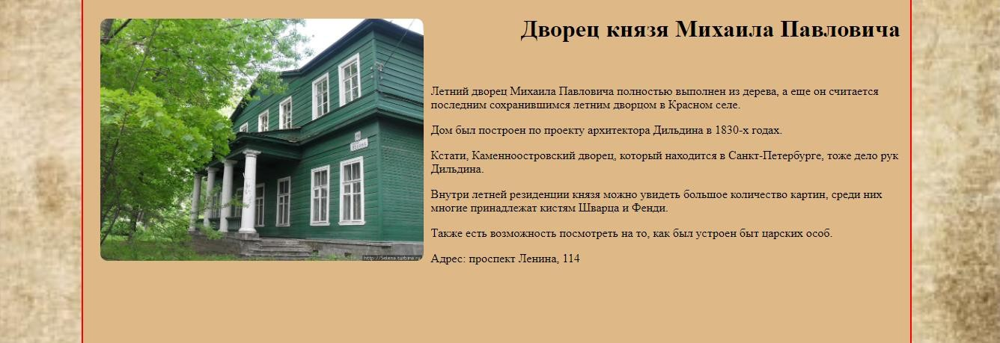 Дворец князя Михаила Павловича
Летний дворец Михаила Павловича полностью выполнен из дерева, а еще он считается
последним сохранившимся летним дворцом в Красном селе.
Дом был построен по проекту архитектора Дильдина в 1830-х годах.
Кстати, Каменноостровский дворец, который находится в Санкт-Петербурге, тоже дело рук
Дильдина.
Внутри летней резиденции князя можно увидеть большое количество картин, среди них
многие принадлежат кистям Шварца и Фенди.
Также есть возможность посмотреть на то, как был устроен быт царских особ.
Адрес: проспект Ленина, 114
http://Selena.turbina.ru